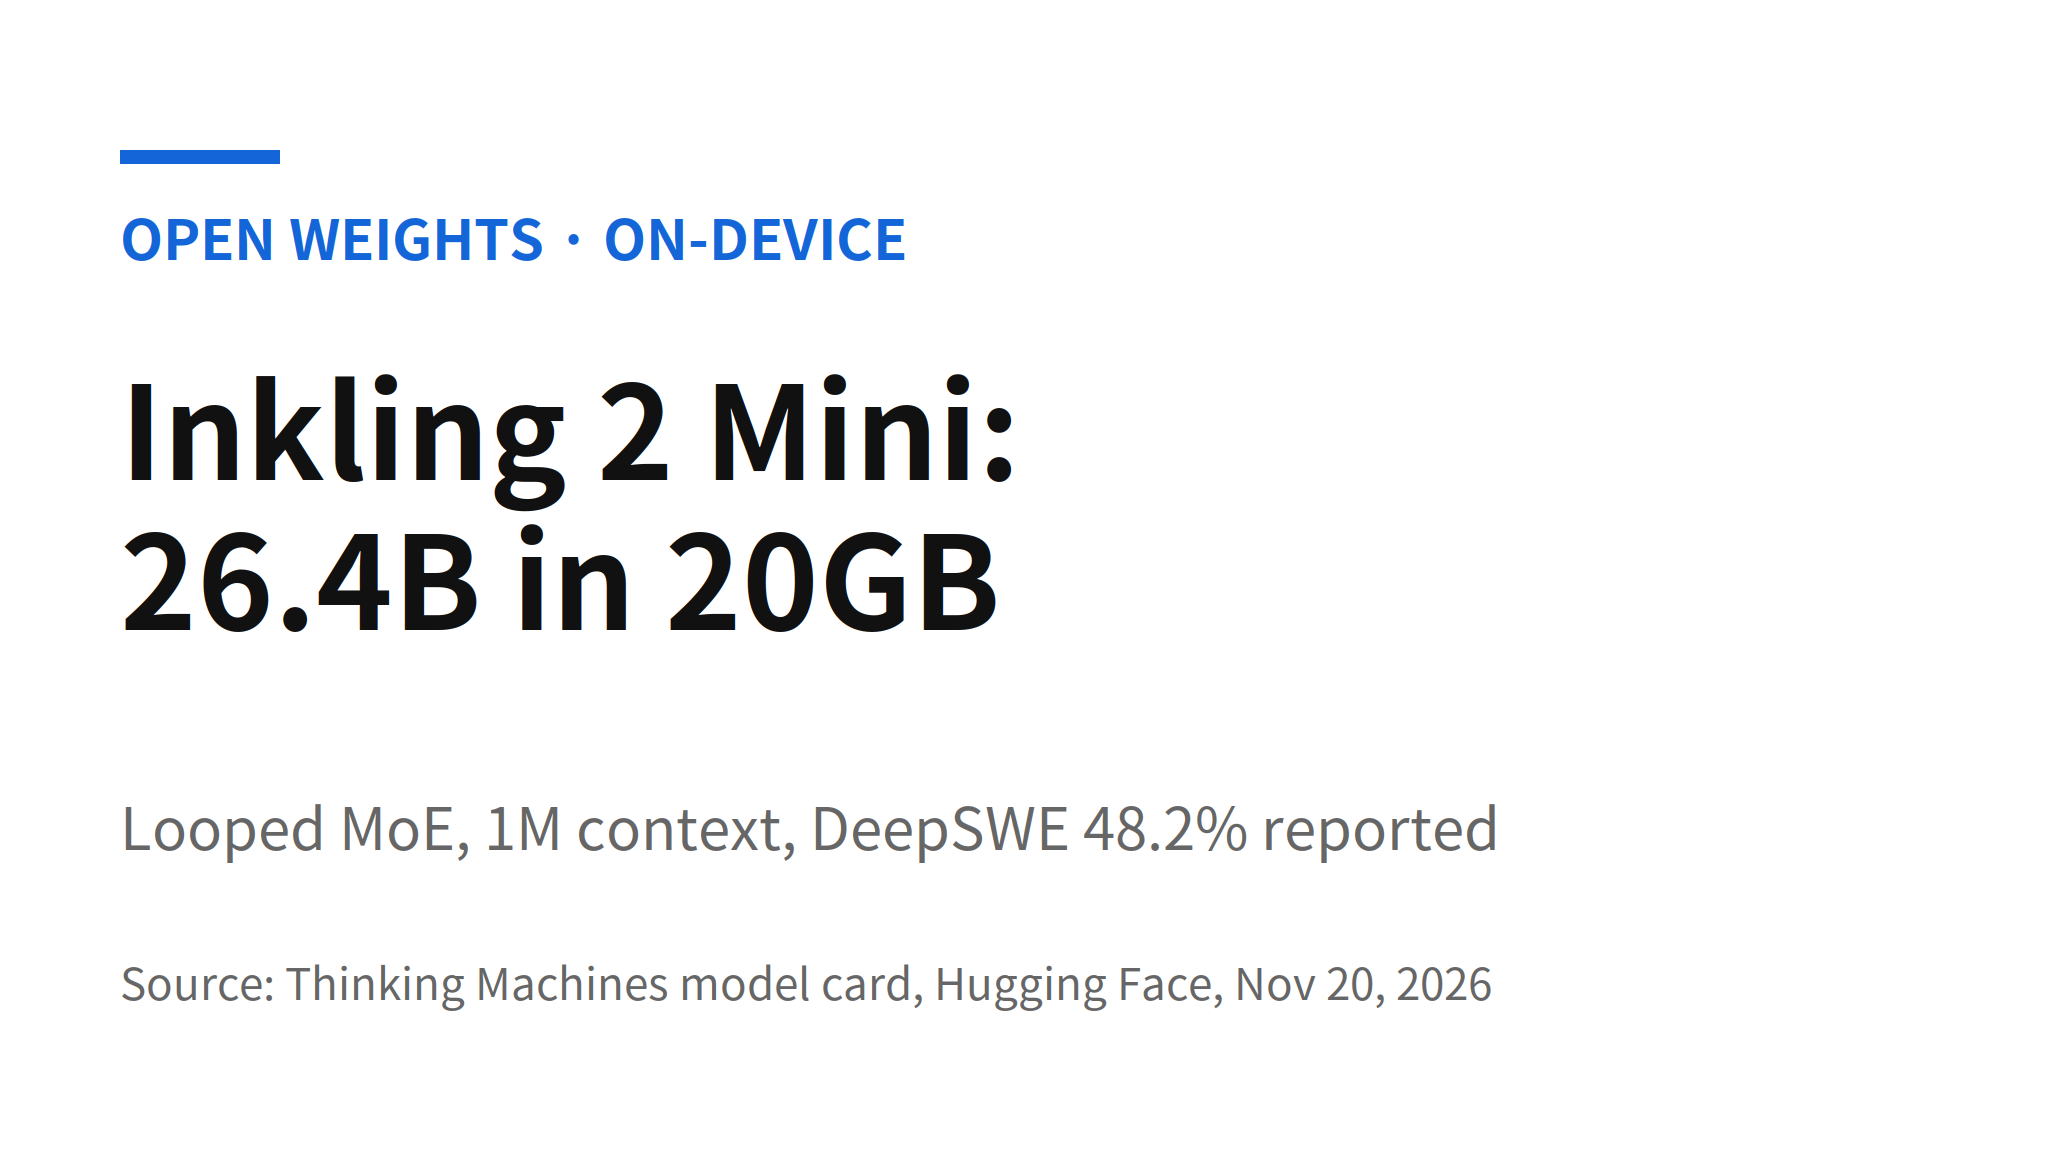 OPEN WEIGHTS · ON-DEVICE
Inkling 2 Mini:
26.4B in 20GB
Looped MoE, 1M context, DeepSWE 48.2% reported
Source: Thinking Machines model card, Hugging Face, Nov 20, 2026